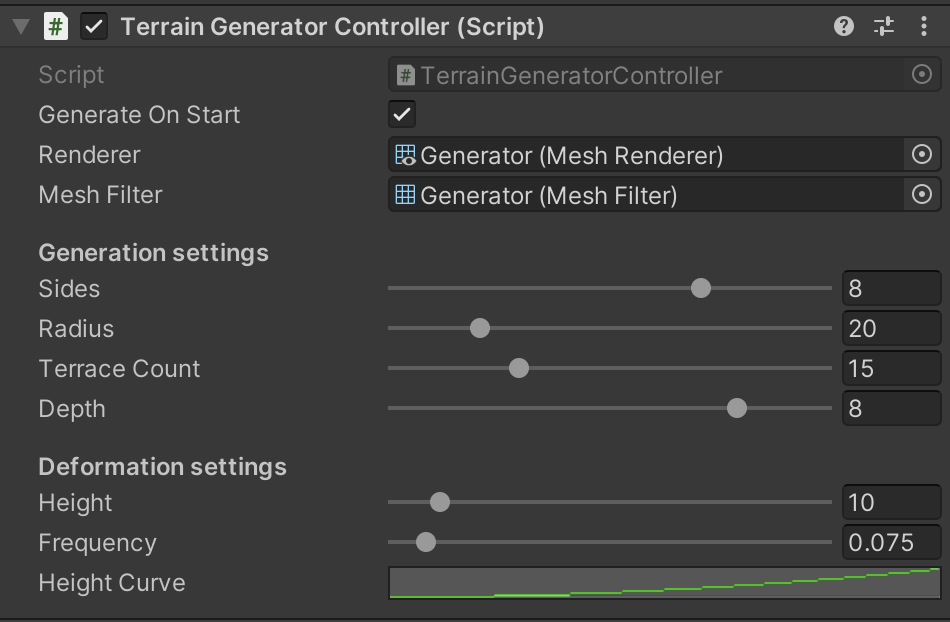 # Terrain Generator Controller (Script)
Script # TerrainGeneratorController
Generate On Start
Renderer Generator (Mesh Renderer)
Mesh Filter Generator (Mesh Filter)
Generation settings
Sides 8
Radius 20
Terrace Count 15
Depth 8
Deformation settings
Height 10
Frequency 0.075
Height Curve